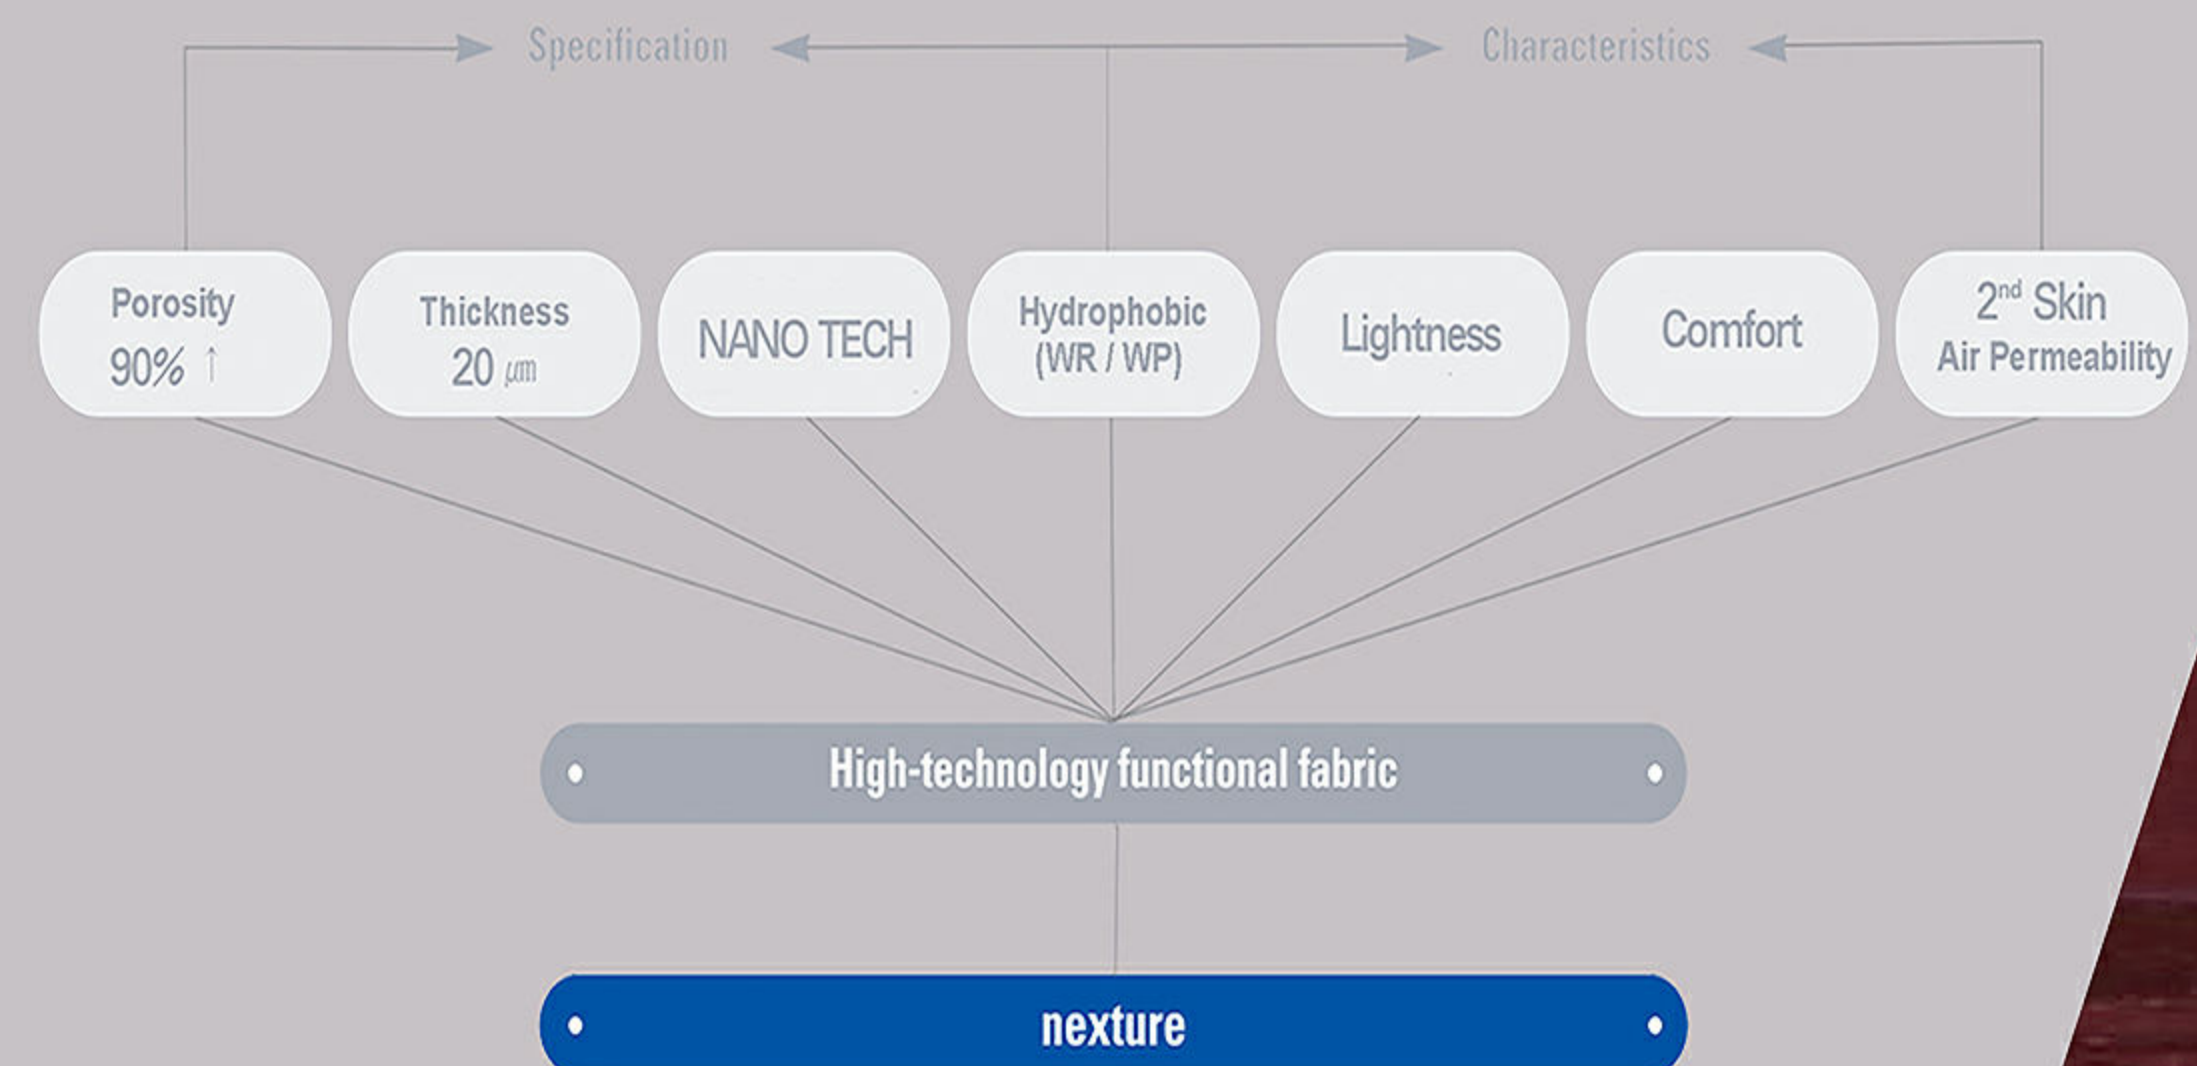 Specification
Characteristics
Porosity
90% ↑
Thickness
20 μm
NANO TECH
Hydrophobic
(WR / WP)
Lightness
Comfort
2nd Skin
Air Permeability
High-technology functional fabric
nexture